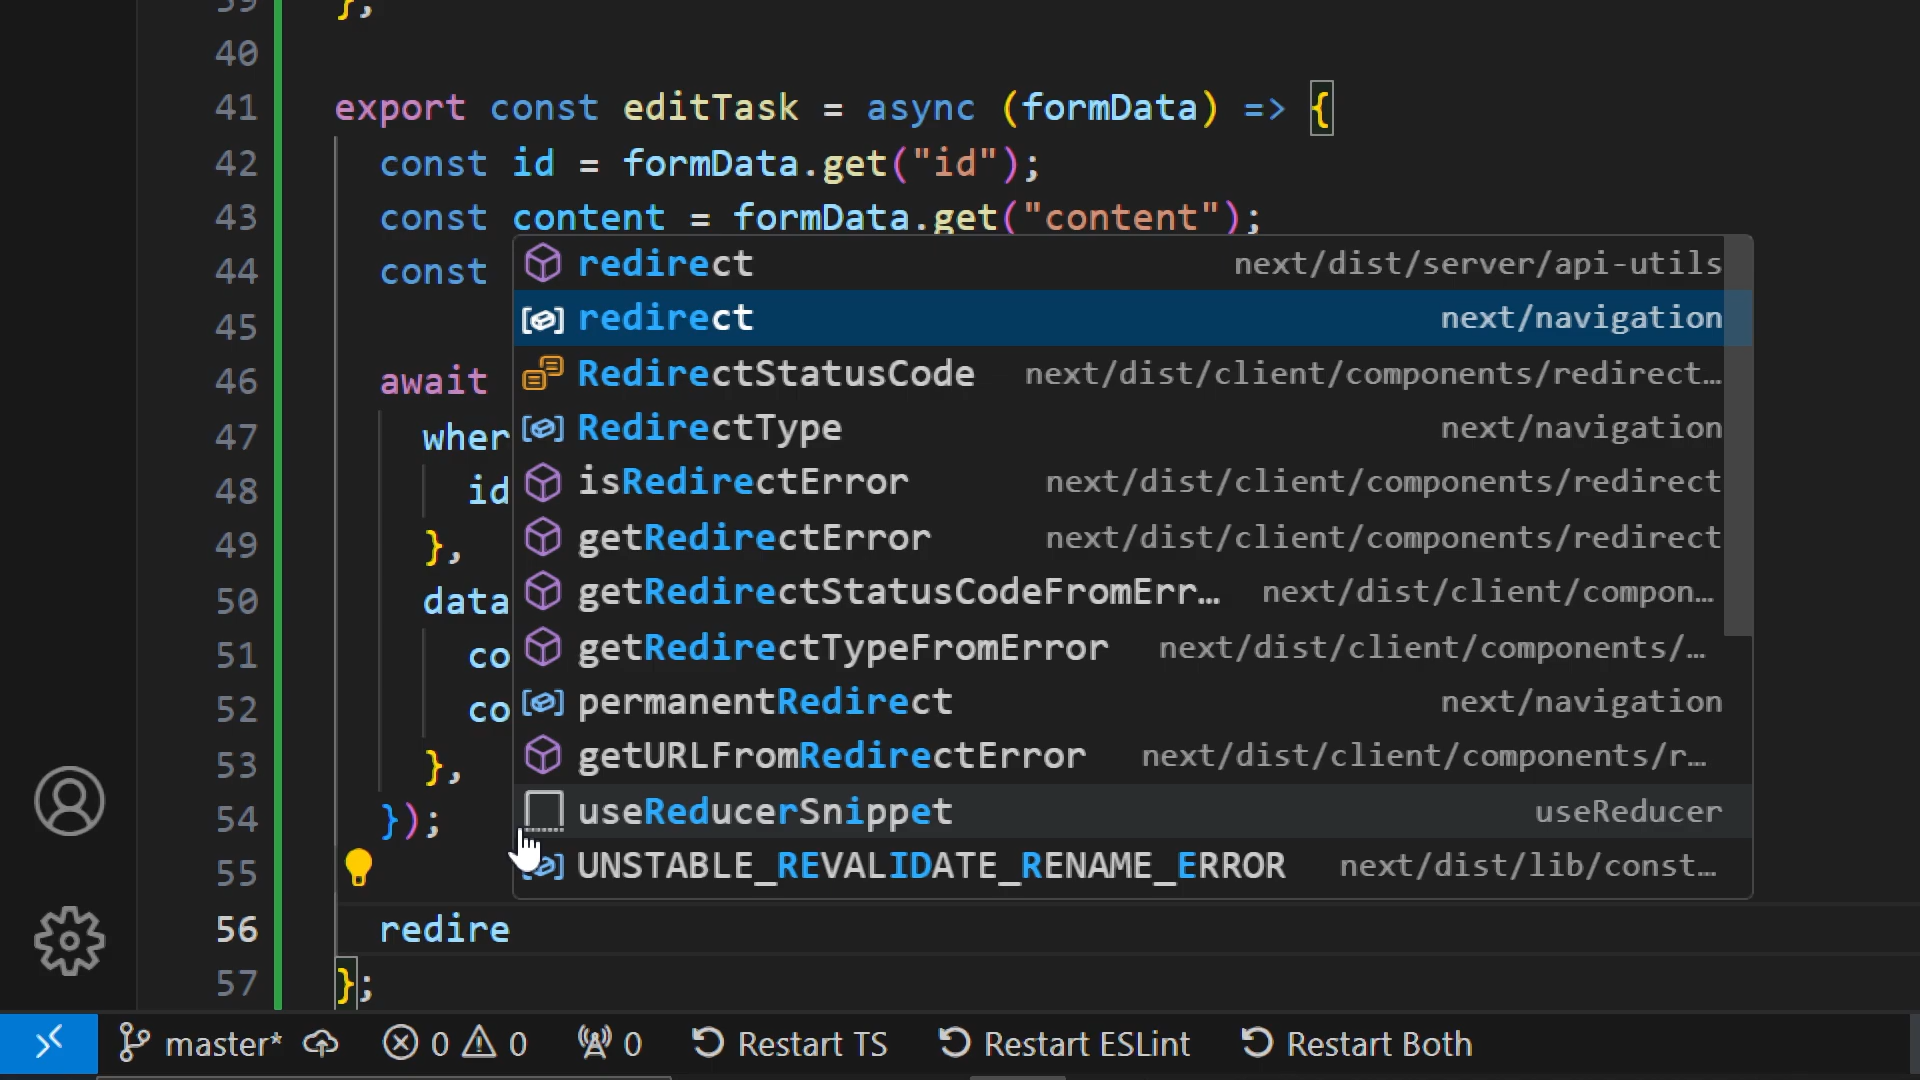 39 },
40
41 export const editTask = async (formData) => {
42 const id = formData.get("id");
43 const content = formData.get("content");
44 const
45
46 await
47 wher
48 id
49 },
50 data
51 co
52 co
53 },
54 });
55
56 redire
57 };
redirect next/dist/server/api-utils
redirect next/navigation
RedirectStatusCode next/dist/client/components/redirect…
RedirectType next/navigation
isRedirectError next/dist/client/components/redirect
getRedirectError next/dist/client/components/redirect
getRedirectStatusCodeFromErr… next/dist/client/compon…
getRedirectTypeFromError next/dist/client/components/…
permanentRedirect next/navigation
getURLFromRedirectError next/dist/client/components/r…
useReducerSnippet useReducer
UNSTABLE_REVALIDATE_RENAME_ERROR next/dist/lib/const…
master* 0 0 0 Restart TS Restart ESLint Restart Both